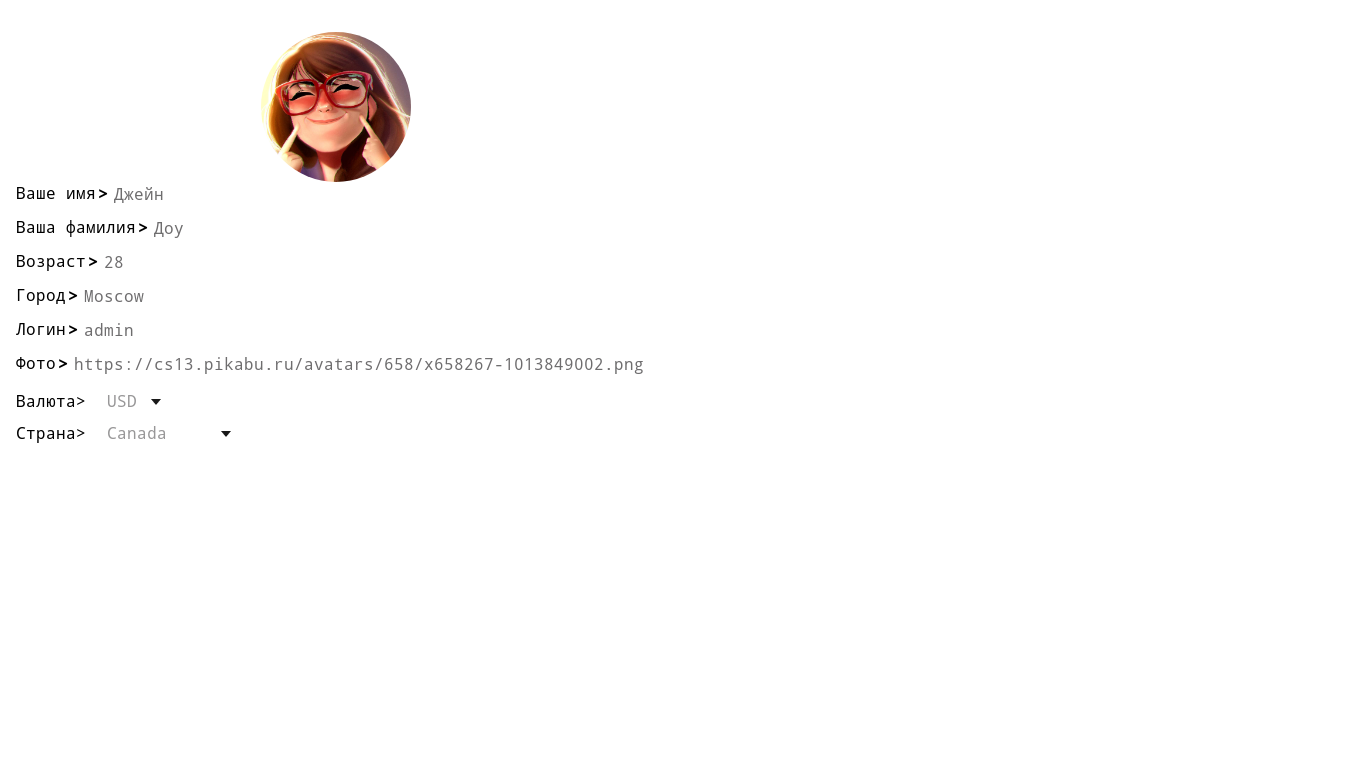 Ваше имя> Джейн
Ваша фамилия> Доу
Возраст> 28
Город> Moscow
Логин> admin
Фото> https://cs13.pikabu.ru/avatars/658/x658267-1013849002.png
Валюта> USD
Страна> Canada